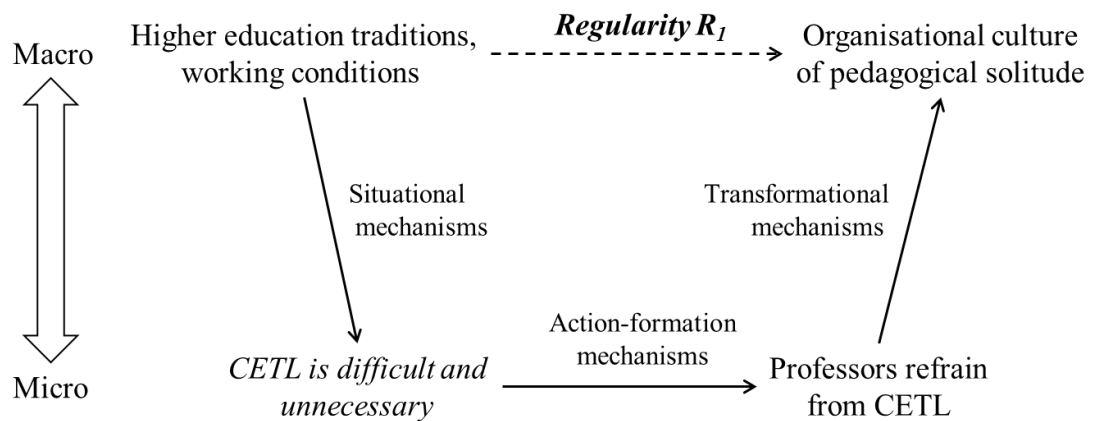 Macro
Higher education traditions,
working conditions
Regularity R₁
Organisational culture
of pedagogical solitude
Situational
mechanisms
Transformational
mechanisms
Action-formation
mechanisms
Micro
CETL is difficult and
unnecessary
Professors refrain
from CETL